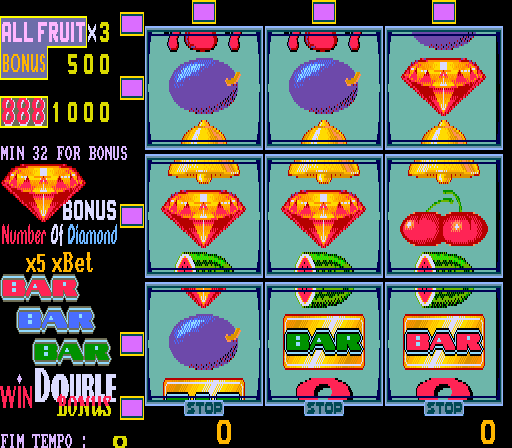 ALL FRUIT x3
BONUS 500
888 1000
MIN 32 FOR BONUS
BONUS
Number Of Diamond
x5 xBet
BAR
BAR
BAR
WIN DOUBLE
BONUS
FIM TEMPO : 0
BAR BAR
STOP STOP STOP
0 0